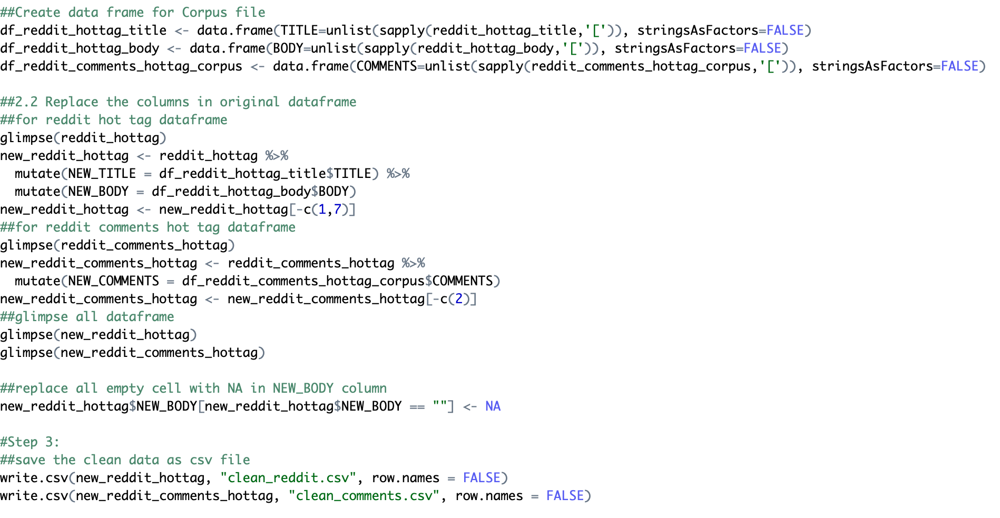 ##Create data frame for Corpus file
df_reddit_hottag_title <- data.frame(TITLE=unlist(sapply(reddit_hottag_title,'[')), stringsAsFactors=FALSE)
df_reddit_hottag_body <- data.frame(BODY=unlist(sapply(reddit_hottag_body,'[')), stringsAsFactors=FALSE)
df_reddit_comments_hottag_corpus <- data.frame(COMMENTS=unlist(sapply(reddit_comments_hottag_corpus,'[')), stringsAsFactors=FALSE)

##2.2 Replace the columns in original dataframe
##for reddit hot tag dataframe
glimpse(reddit_hottag)
new_reddit_hottag <- reddit_hottag %>%
  mutate(NEW_TITLE = df_reddit_hottag_title$TITLE) %>%
  mutate(NEW_BODY = df_reddit_hottag_body$BODY)
new_reddit_hottag <- new_reddit_hottag[-c(1,7)]
##for reddit comments hot tag dataframe
glimpse(reddit_comments_hottag)
new_reddit_comments_hottag <- reddit_comments_hottag %>%
  mutate(NEW_COMMENTS = df_reddit_comments_hottag_corpus$COMMENTS)
new_reddit_comments_hottag <- new_reddit_comments_hottag[-c(2)]
##glimpse all dataframe
glimpse(new_reddit_hottag)
glimpse(new_reddit_comments_hottag)

##replace all empty cell with NA in NEW_BODY column
new_reddit_hottag$NEW_BODY[new_reddit_hottag$NEW_BODY == ""] <- NA

#Step 3:
##save the clean data as csv file
write.csv(new_reddit_hottag, "clean_reddit.csv", row.names = FALSE)
write.csv(new_reddit_comments_hottag, "clean_comments.csv", row.names = FALSE)